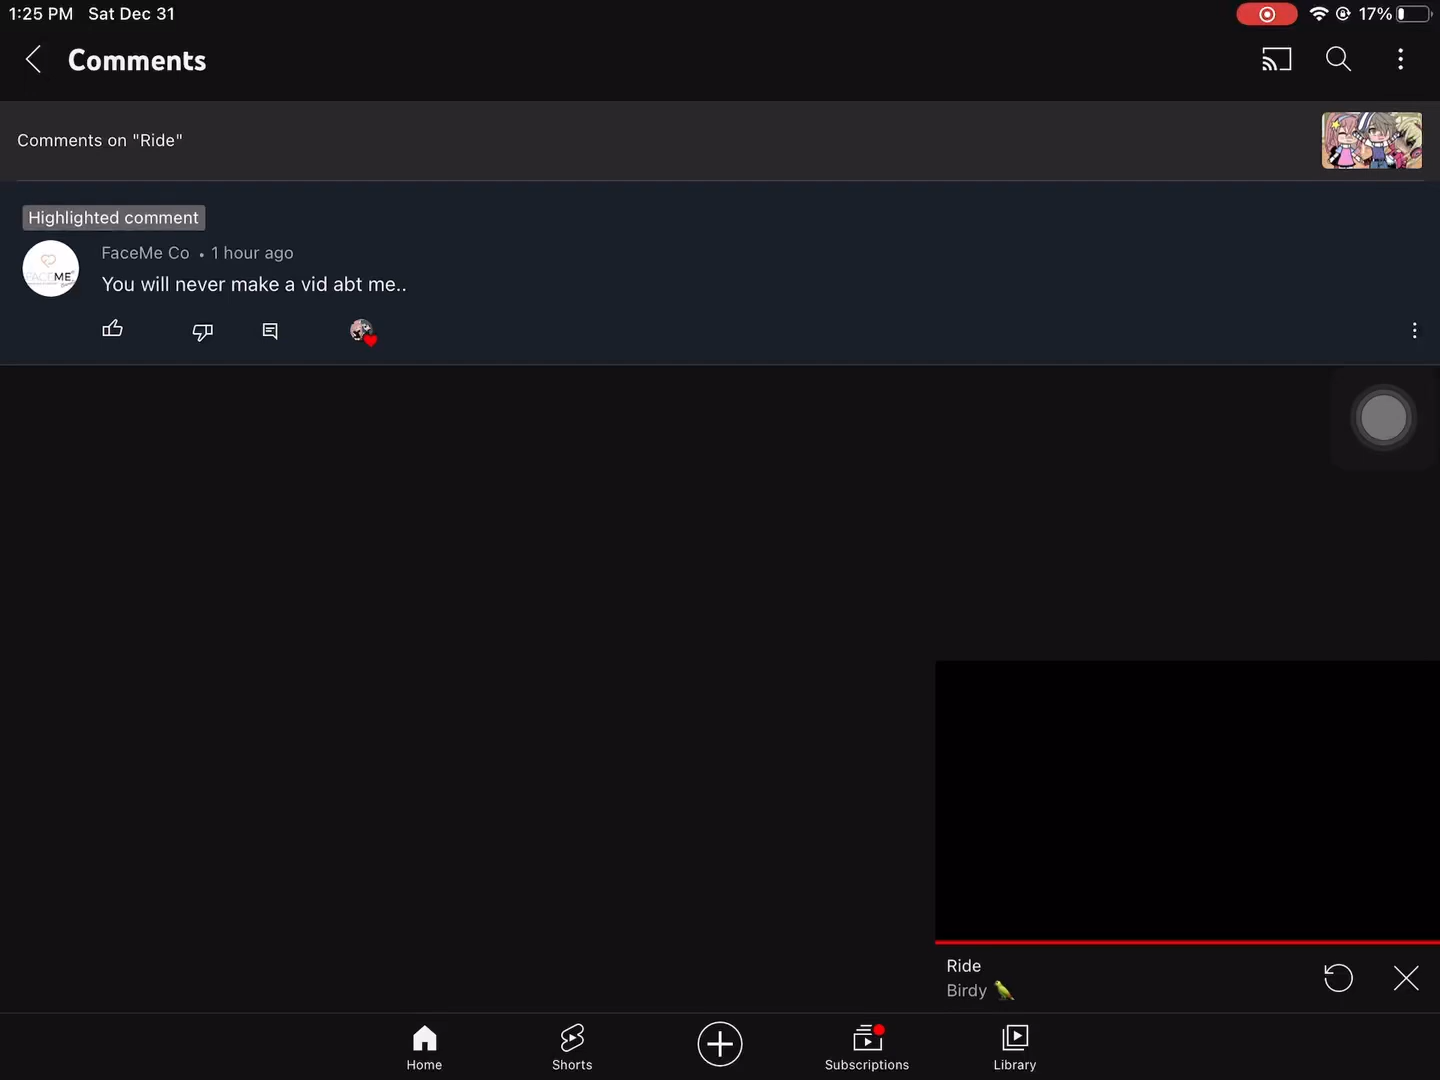 1:25 PM Sat Dec 31
17%
Comments
Comments on "Ride"
Highlighted comment
FaceMe Co • 1 hour ago
FACEME
You will never make a vid abt me..
Ride
Birdy
Home
Shorts
Subscriptions
Library